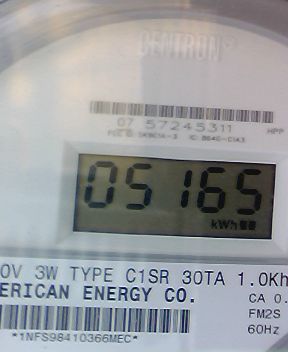 CENTRON
07 57245311 HPP
05165
kWh
0V 3W TYPE C1SR 30TA 1.0Kh
ERICAN ENERGY CO. CA 0.
FM2S
60Hz
*1NFS98410366MEC*